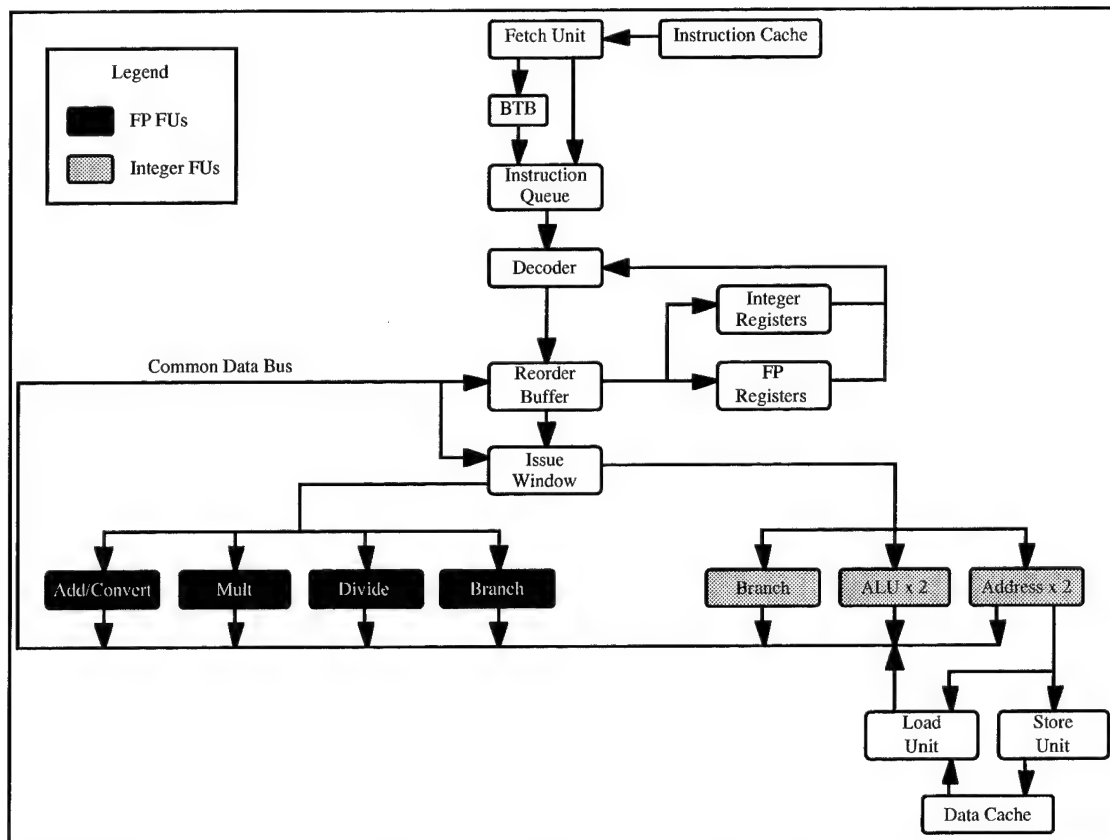 Fetch Unit
Instruction Cache
Legend
FP FUs
Integer FUs
BTB
Instruction
Queue
Decoder
Integer
Registers
Common Data Bus
Reorder
Buffer
FP
Registers
Issue
Window
Add/Convert
Mult
Divide
Branch
Branch
ALU x 2
Address x 2
Load
Unit
Store
Unit
Data Cache